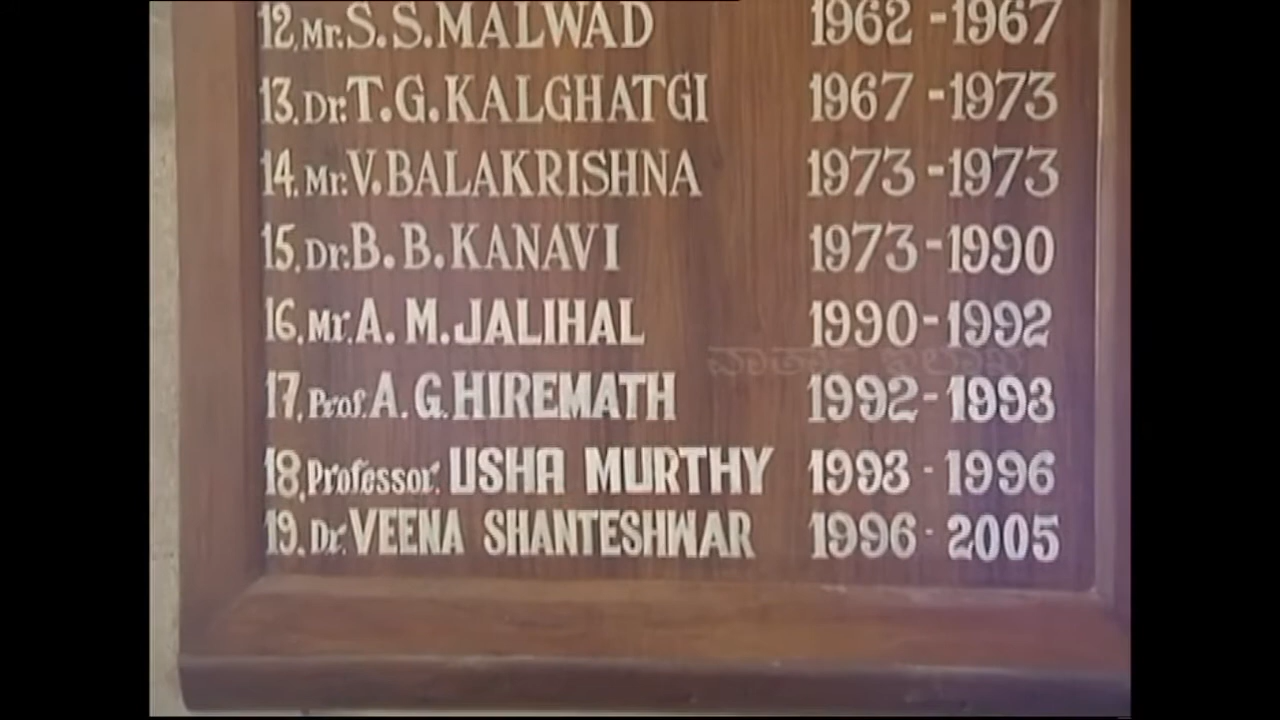 12. Mr. S. S. MALWAD 1962 - 1967
13. Dr. T. G. KALGHATGI 1967 - 1973
14. Mr. V. BALAKRISHNA 1973 - 1973
15. Dr. B. B. KANAVI 1973 - 1990
16. Mr. A. M. JALIHAL 1990 - 1992
17. Prof. A. G. HIREMATH 1992 - 1993
18. Professor. USHA MURTHY 1993 - 1996
19. Dr. VEENA SHANTESHWAR 1996 - 2005